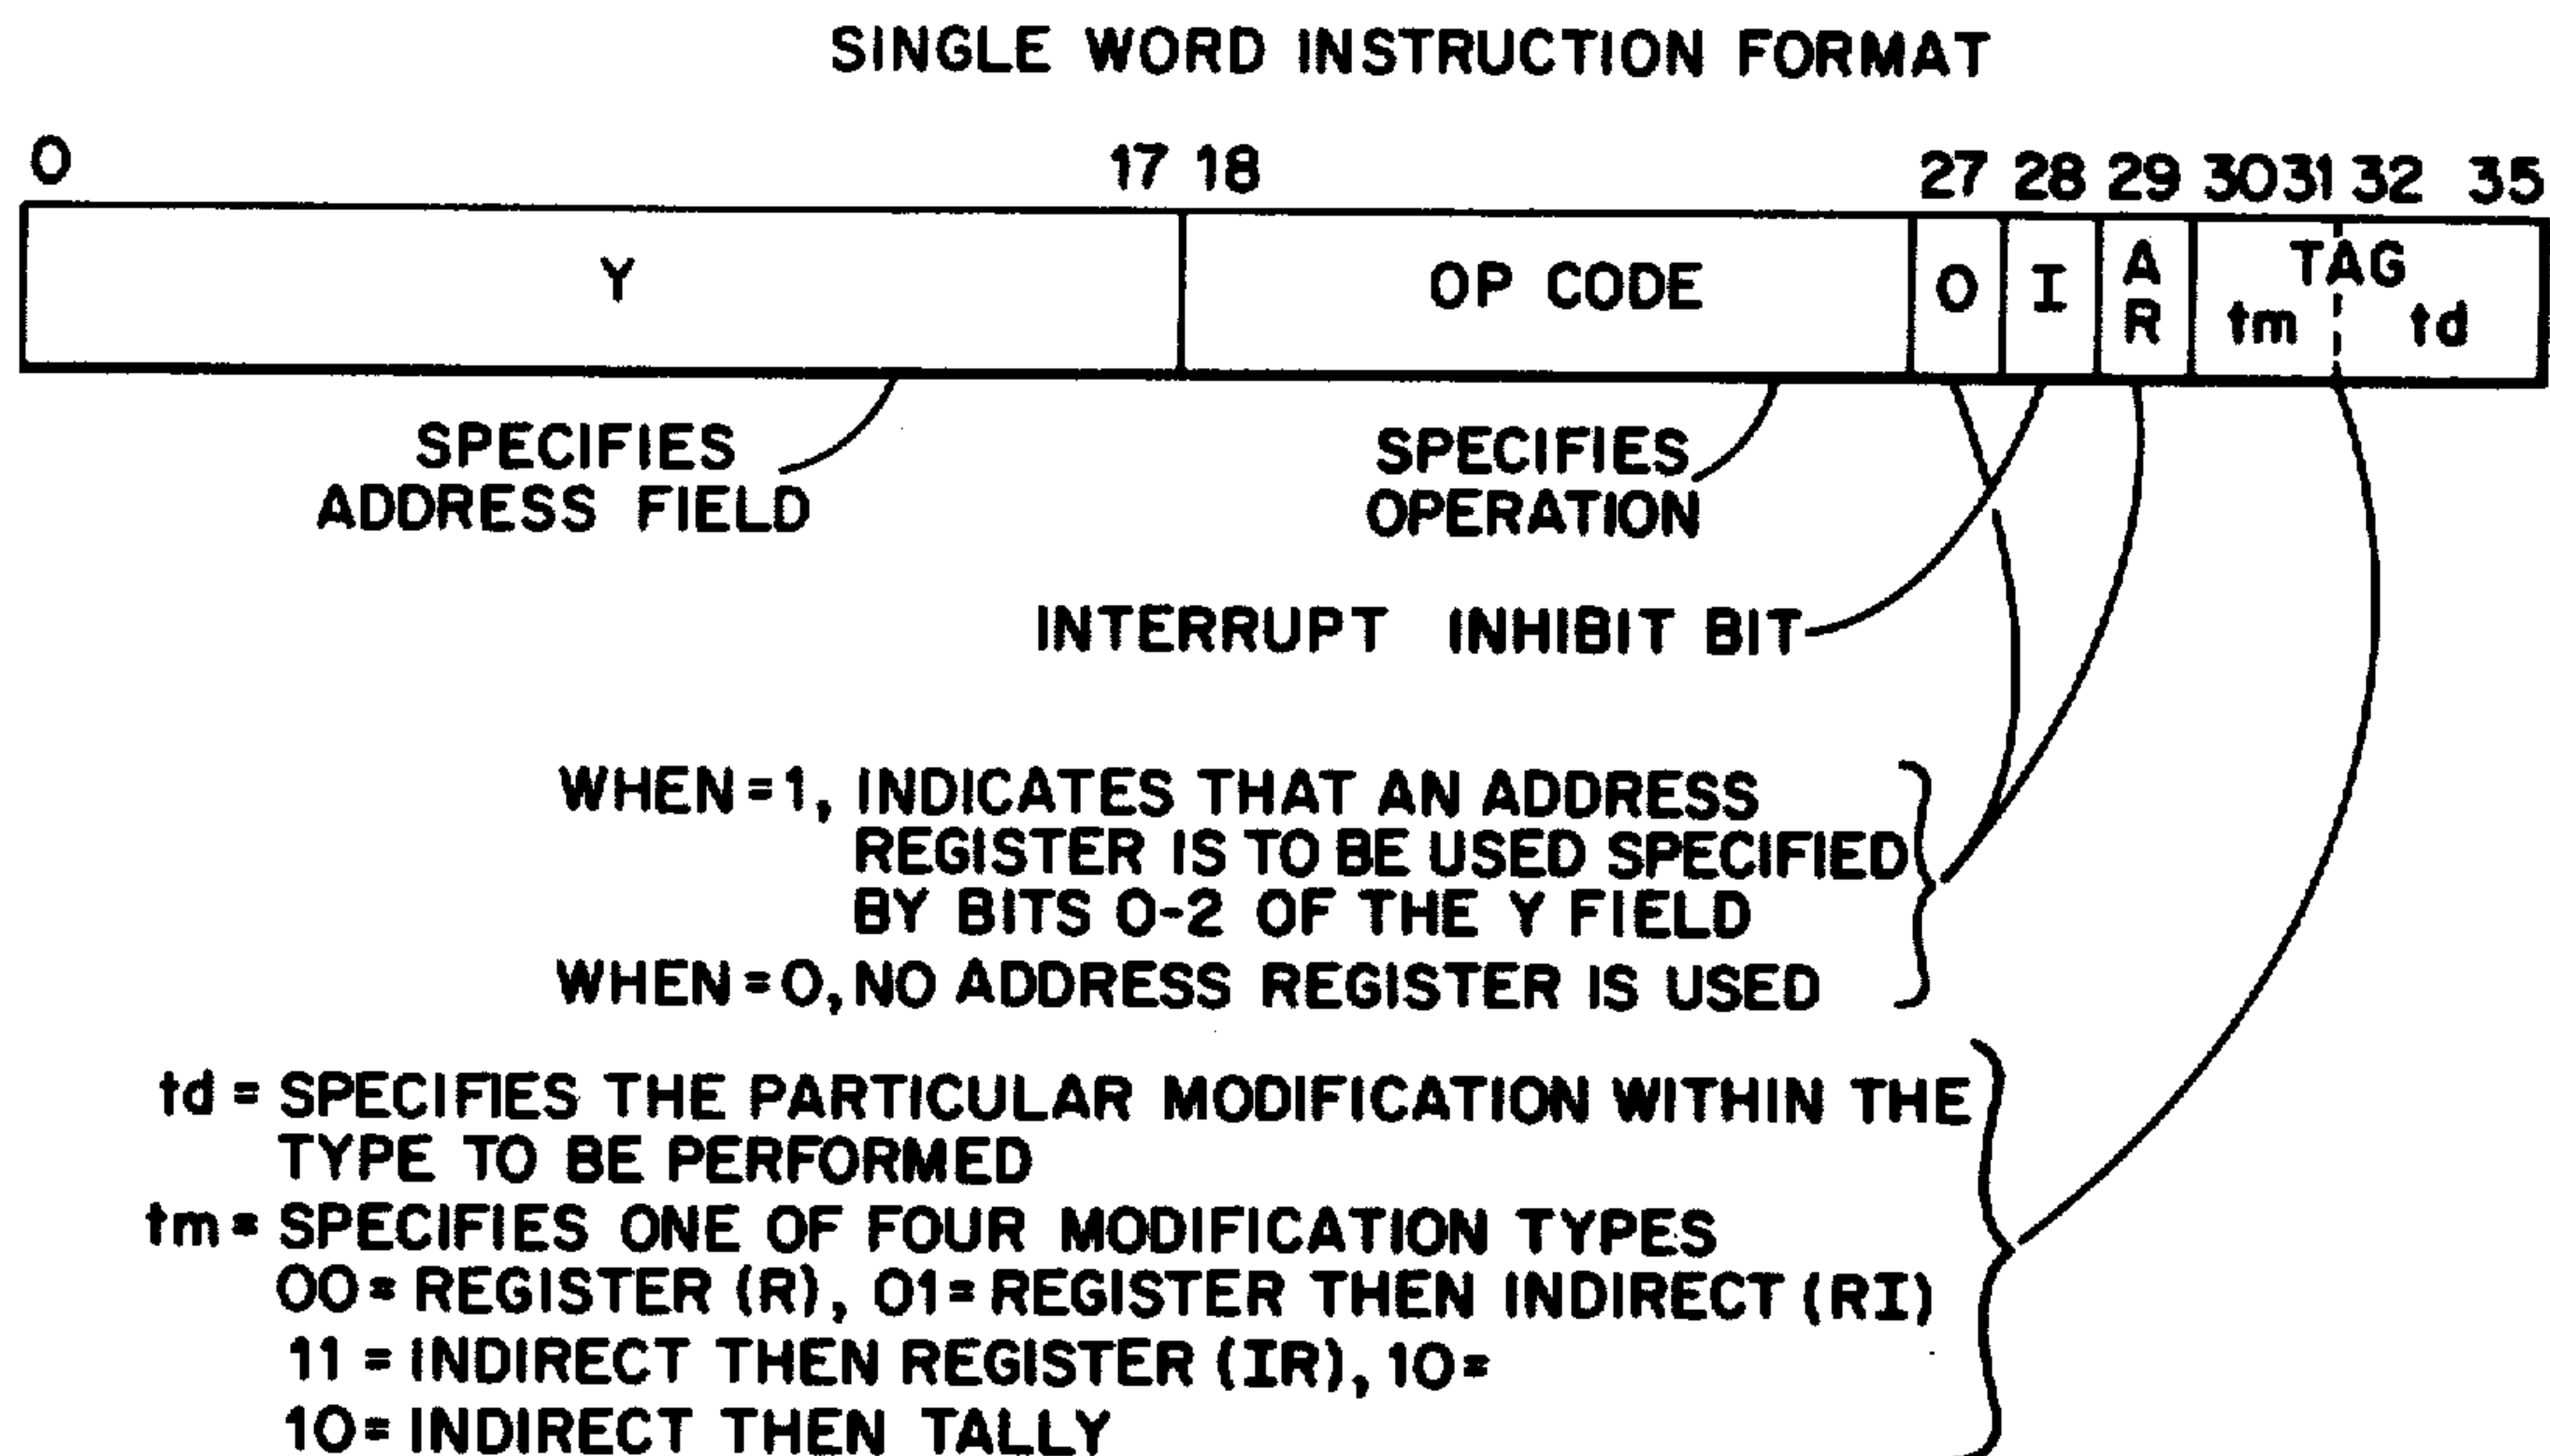 SINGLE WORD INSTRUCTION FORMAT
0 17 18 27 28 29 30 31 32 35
Y OP CODE O I A R TAG
tm td
SPECIFIES
ADDRESS FIELD
SPECIFIES
OPERATION
INTERRUPT INHIBIT BIT
WHEN=1, INDICATES THAT AN ADDRESS
REGISTER IS TO BE USED SPECIFIED
BY BITS 0-2 OF THE Y FIELD
WHEN=0, NO ADDRESS REGISTER IS USED
td = SPECIFIES THE PARTICULAR MODIFICATION WITHIN THE
TYPE TO BE PERFORMED
tm = SPECIFIES ONE OF FOUR MODIFICATION TYPES
00= REGISTER (R), 01= REGISTER THEN INDIRECT (RI)
11 = INDIRECT THEN REGISTER (IR), 10=
10= INDIRECT THEN TALLY